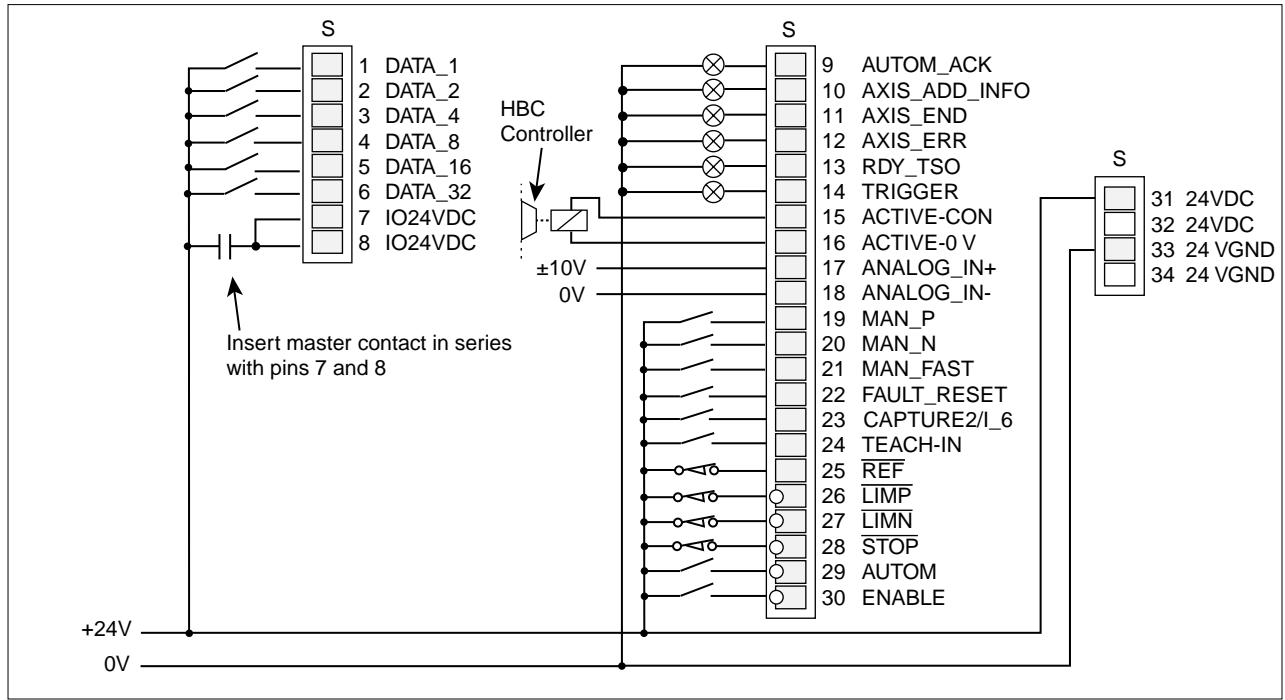 S
1 DATA_1
2 DATA_2
3 DATA_4
4 DATA_8
5 DATA_16
6 DATA_32
7 IO24VDC
8 IO24VDC
Insert master contact in series
with pins 7 and 8
HBC
Controller
±10V
0V
S
9 AUTOM_ACK
10 AXIS_ADD_INFO
11 AXIS_END
12 AXIS_ERR
13 RDY_TSO
14 TRIGGER
15 ACTIVE-CON
16 ACTIVE-0 V
17 ANALOG_IN+
18 ANALOG_IN-
19 MAN_P
20 MAN_N
21 MAN_FAST
22 FAULT_RESET
23 CAPTURE2/I_6
24 TEACH-IN
25 REF
26 LIMP
27 LIMN
28 STOP
29 AUTOM
30 ENABLE
S
31 24VDC
32 24VDC
33 24 VGND
34 24 VGND
+24V
0V